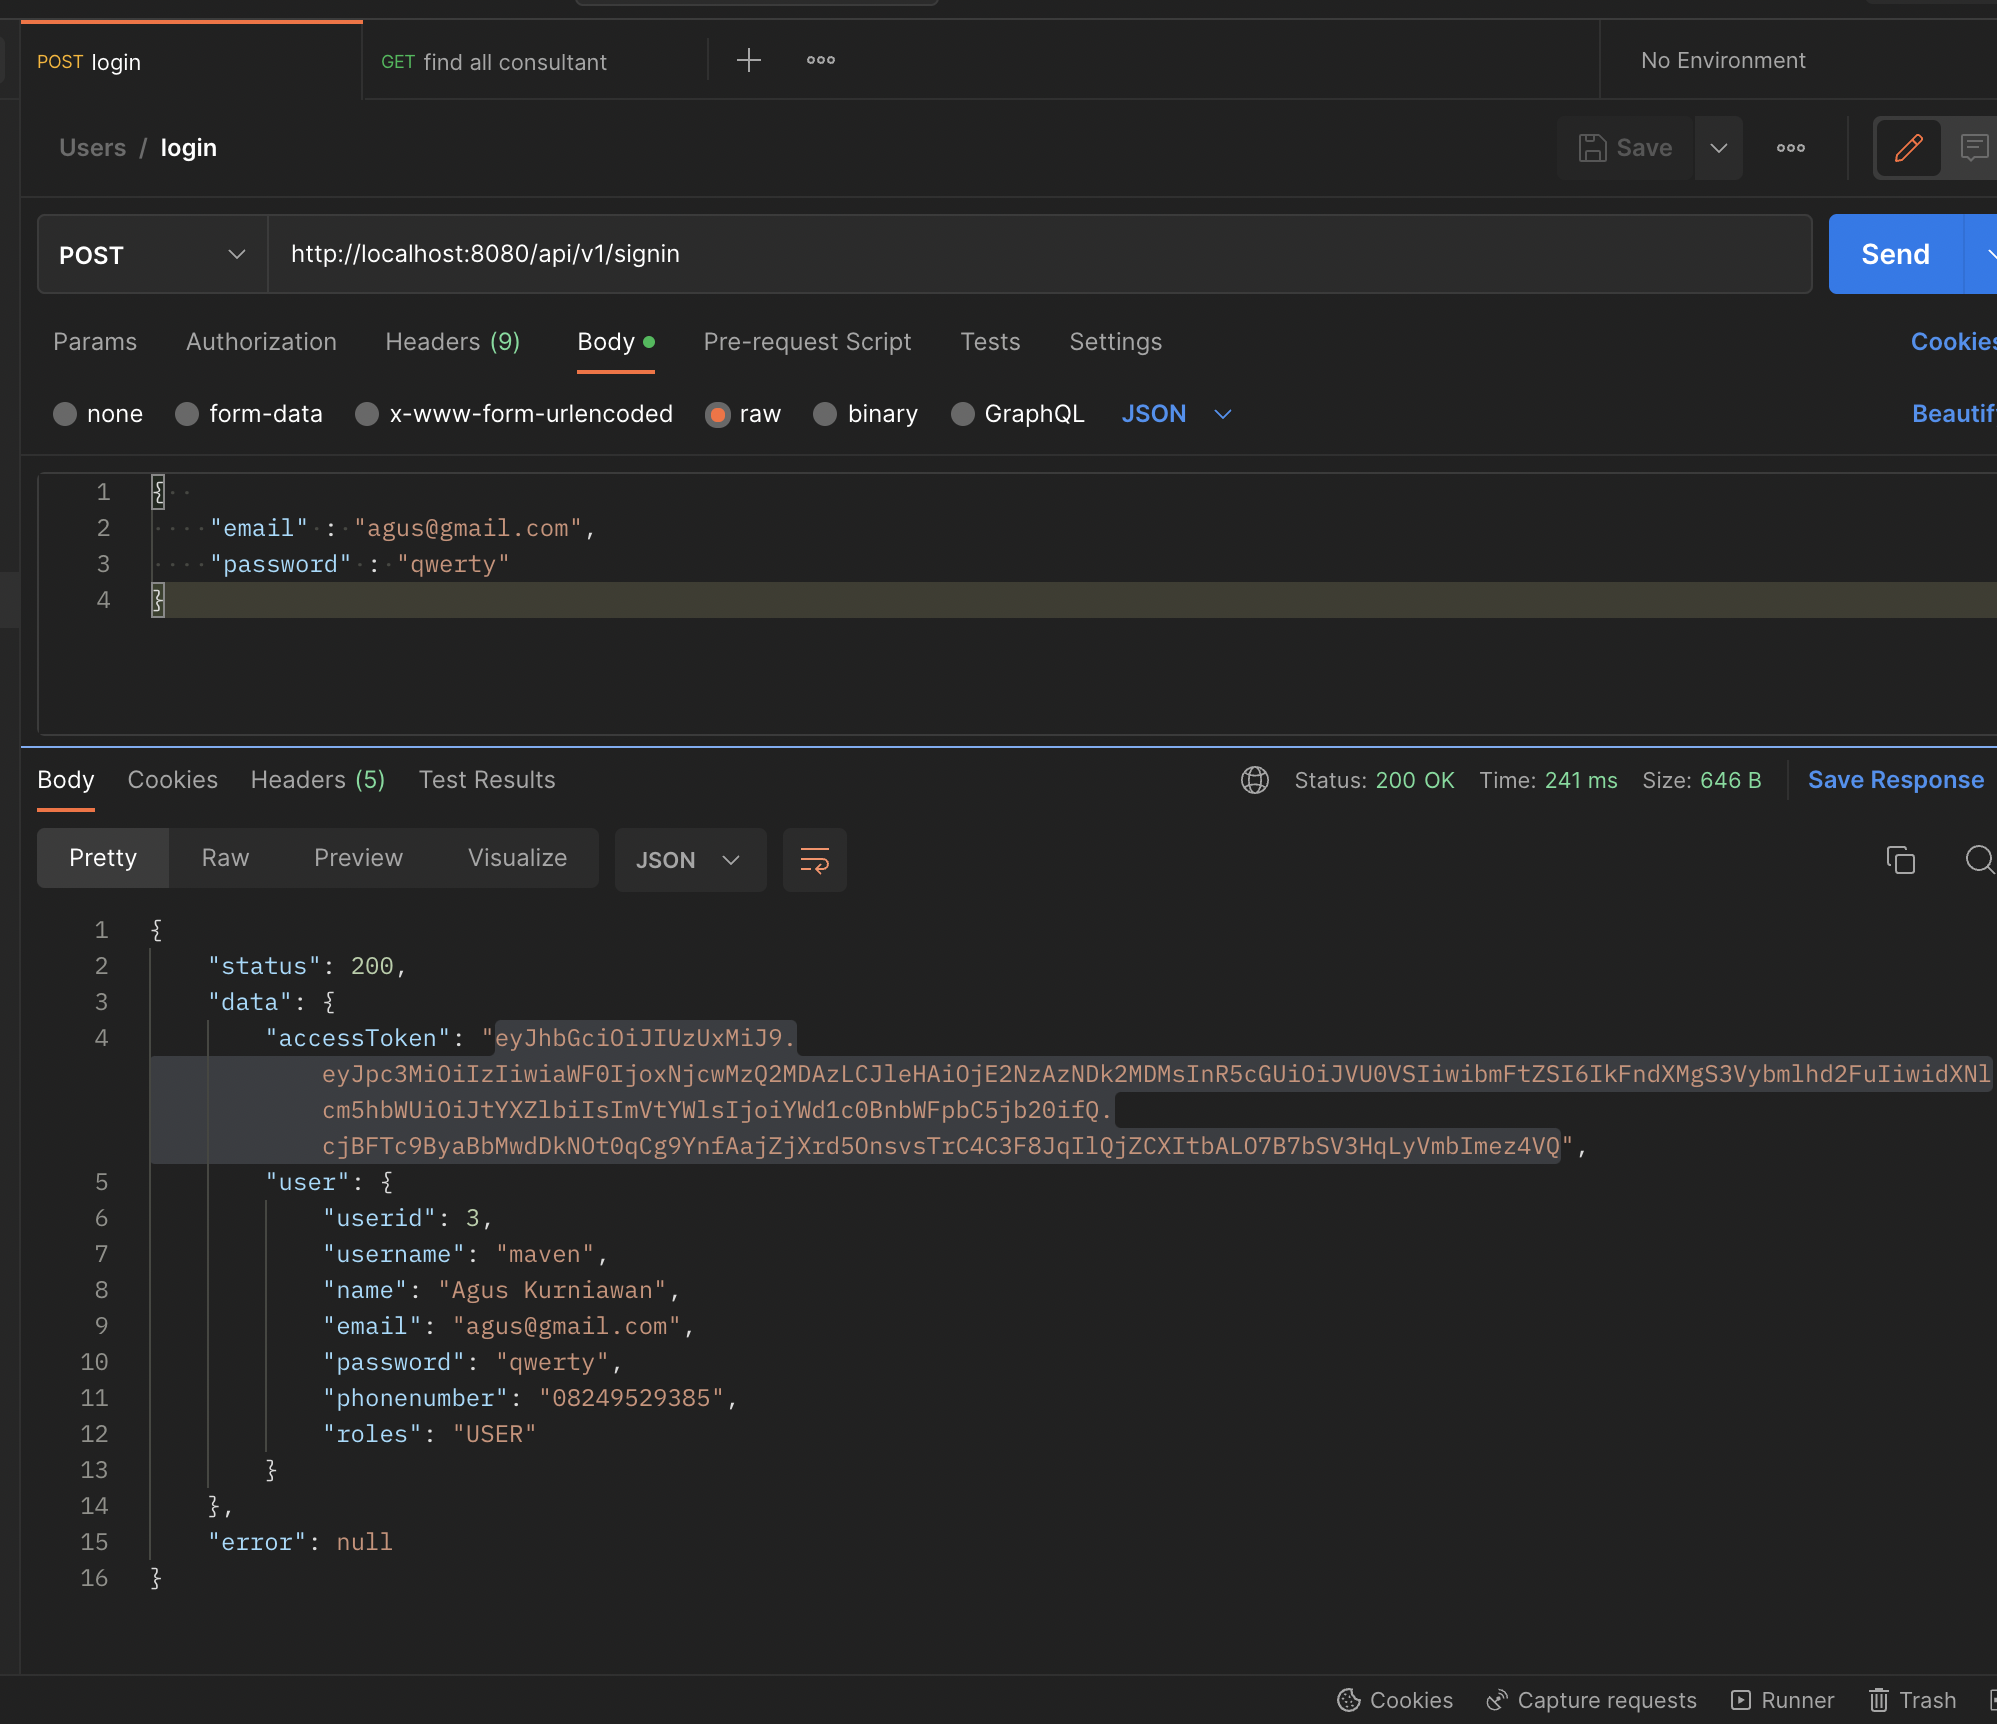 POST login
GET find all consultant
No Environment
Users / login
Save
POST
http://localhost:8080/api/v1/signin
Send
Params
Authorization
Headers (9)
Body
Pre-request Script
Tests
Settings
Cookies
none
form-data
x-www-form-urlencoded
raw
binary
GraphQL
JSON
Beautif
1 {
2 "email" : "agus@gmail.com",
3 "password" : "qwerty"
4 }
Body
Cookies
Headers (5)
Test Results
Status: 200 OK
Time: 241 ms
Size: 646 B
Save Response
Pretty
Raw
Preview
Visualize
JSON
1 {
2 "status": 200,
3 "data": {
4 "accessToken": "eyJhbGciOiJIUzUxMiJ9.
eyJpc3MiOiIzIiwiaWF0IjoxNjcwMzQ2MDAzLCJleHAiOjE2NzAzNDk2MDMsInR5cGUiOiJVU0VSIiwibmFtZSI6IkFndXMgS3Vybmlhd2FuIiwidXNl
cm5hbWUiOiJtYXZlbiIsImVtYWlsIjoiYWd1c0BnbWFpbC5jb20ifQ.
cjBFTc9ByaBbMwdDkNOt0qCg9YnfAajZjXrd5OnsvsTrC4C3F8JqIlQjZCXItbALO7B7bSV3HqLyVmbImez4VQ",
5 "user": {
6 "userid": 3,
7 "username": "maven",
8 "name": "Agus Kurniawan",
9 "email": "agus@gmail.com",
10 "password": "qwerty",
11 "phonenumber": "08249529385",
12 "roles": "USER"
13 }
14 },
15 "error": null
16 }
Cookies
Capture requests
Runner
Trash